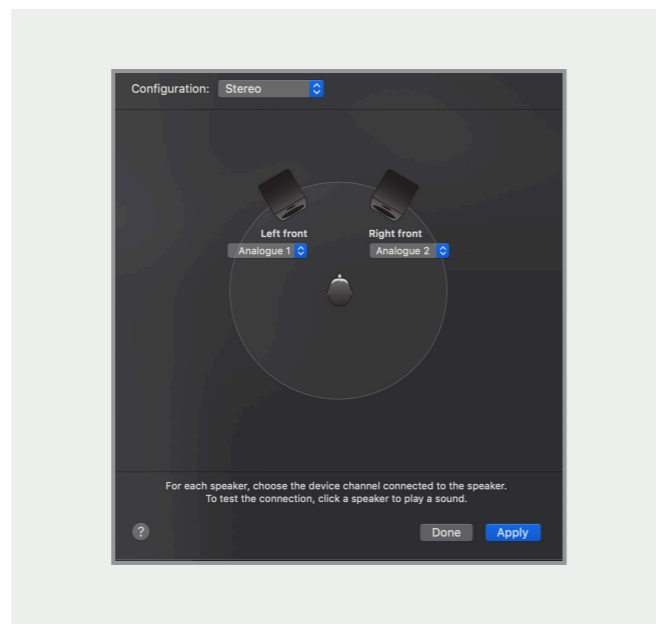 Configuration: Stereo
Left front Right front
Analogue 1 Analogue 2
For each speaker, choose the device channel connected to the speaker.
To test the connection, click a speaker to play a sound.
? Done Apply